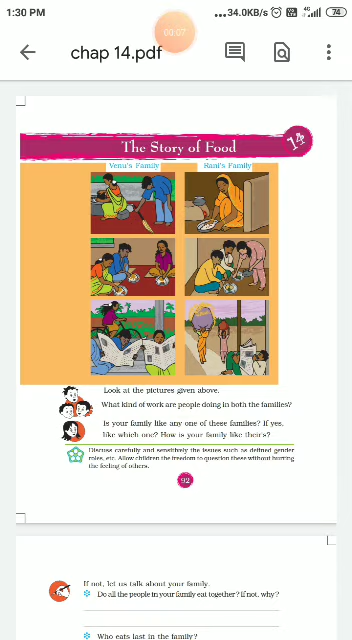 1:30 PM
...34.0KB/s
4G
74
00:07
chap 14.pdf
The Story of Food
14
Venu's Family
Rani's Family
Look at the pictures given above.
What kind of work are people doing in both the families?
Is your family like any one of these families? If yes,
like which one? How is your family like theirs?
Discuss carefully and sensitively the issues such as defined gender
roles, etc. Allow children the freedom to question these without hurting
the feeling of others.
92
If not, let us talk about your family.
Do all the people in your family eat together? If not, why?
Who eats last in the family?